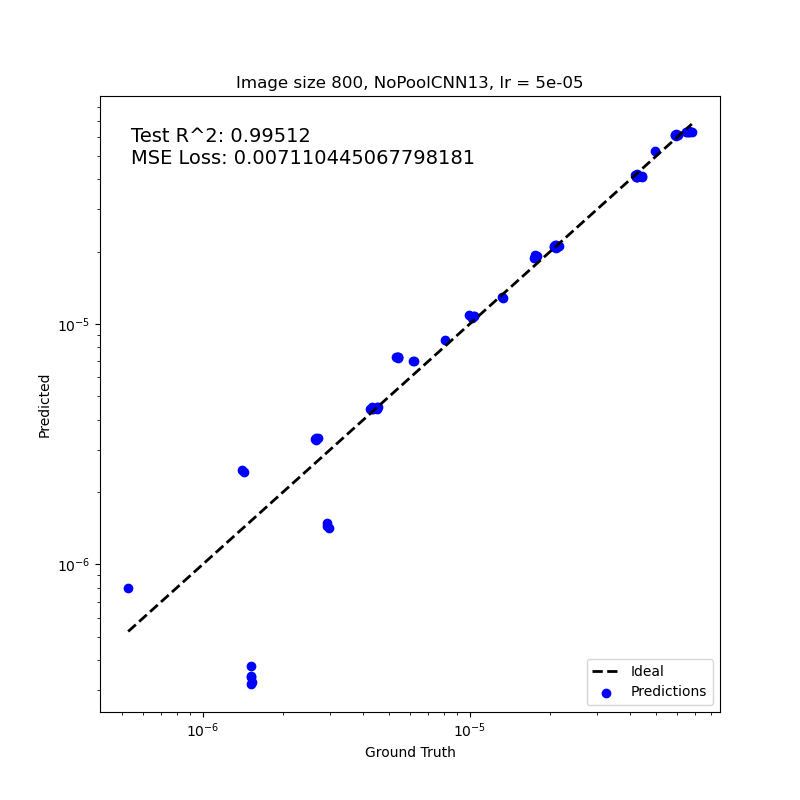 Image size 800, NoPoolCNN13, lr = 5e-05
Test R^2: 0.99512
MSE Loss: 0.007110445067798181
10^-5
Predicted
10^-6
Ideal
Predictions
10^-6 10^-5
Ground Truth